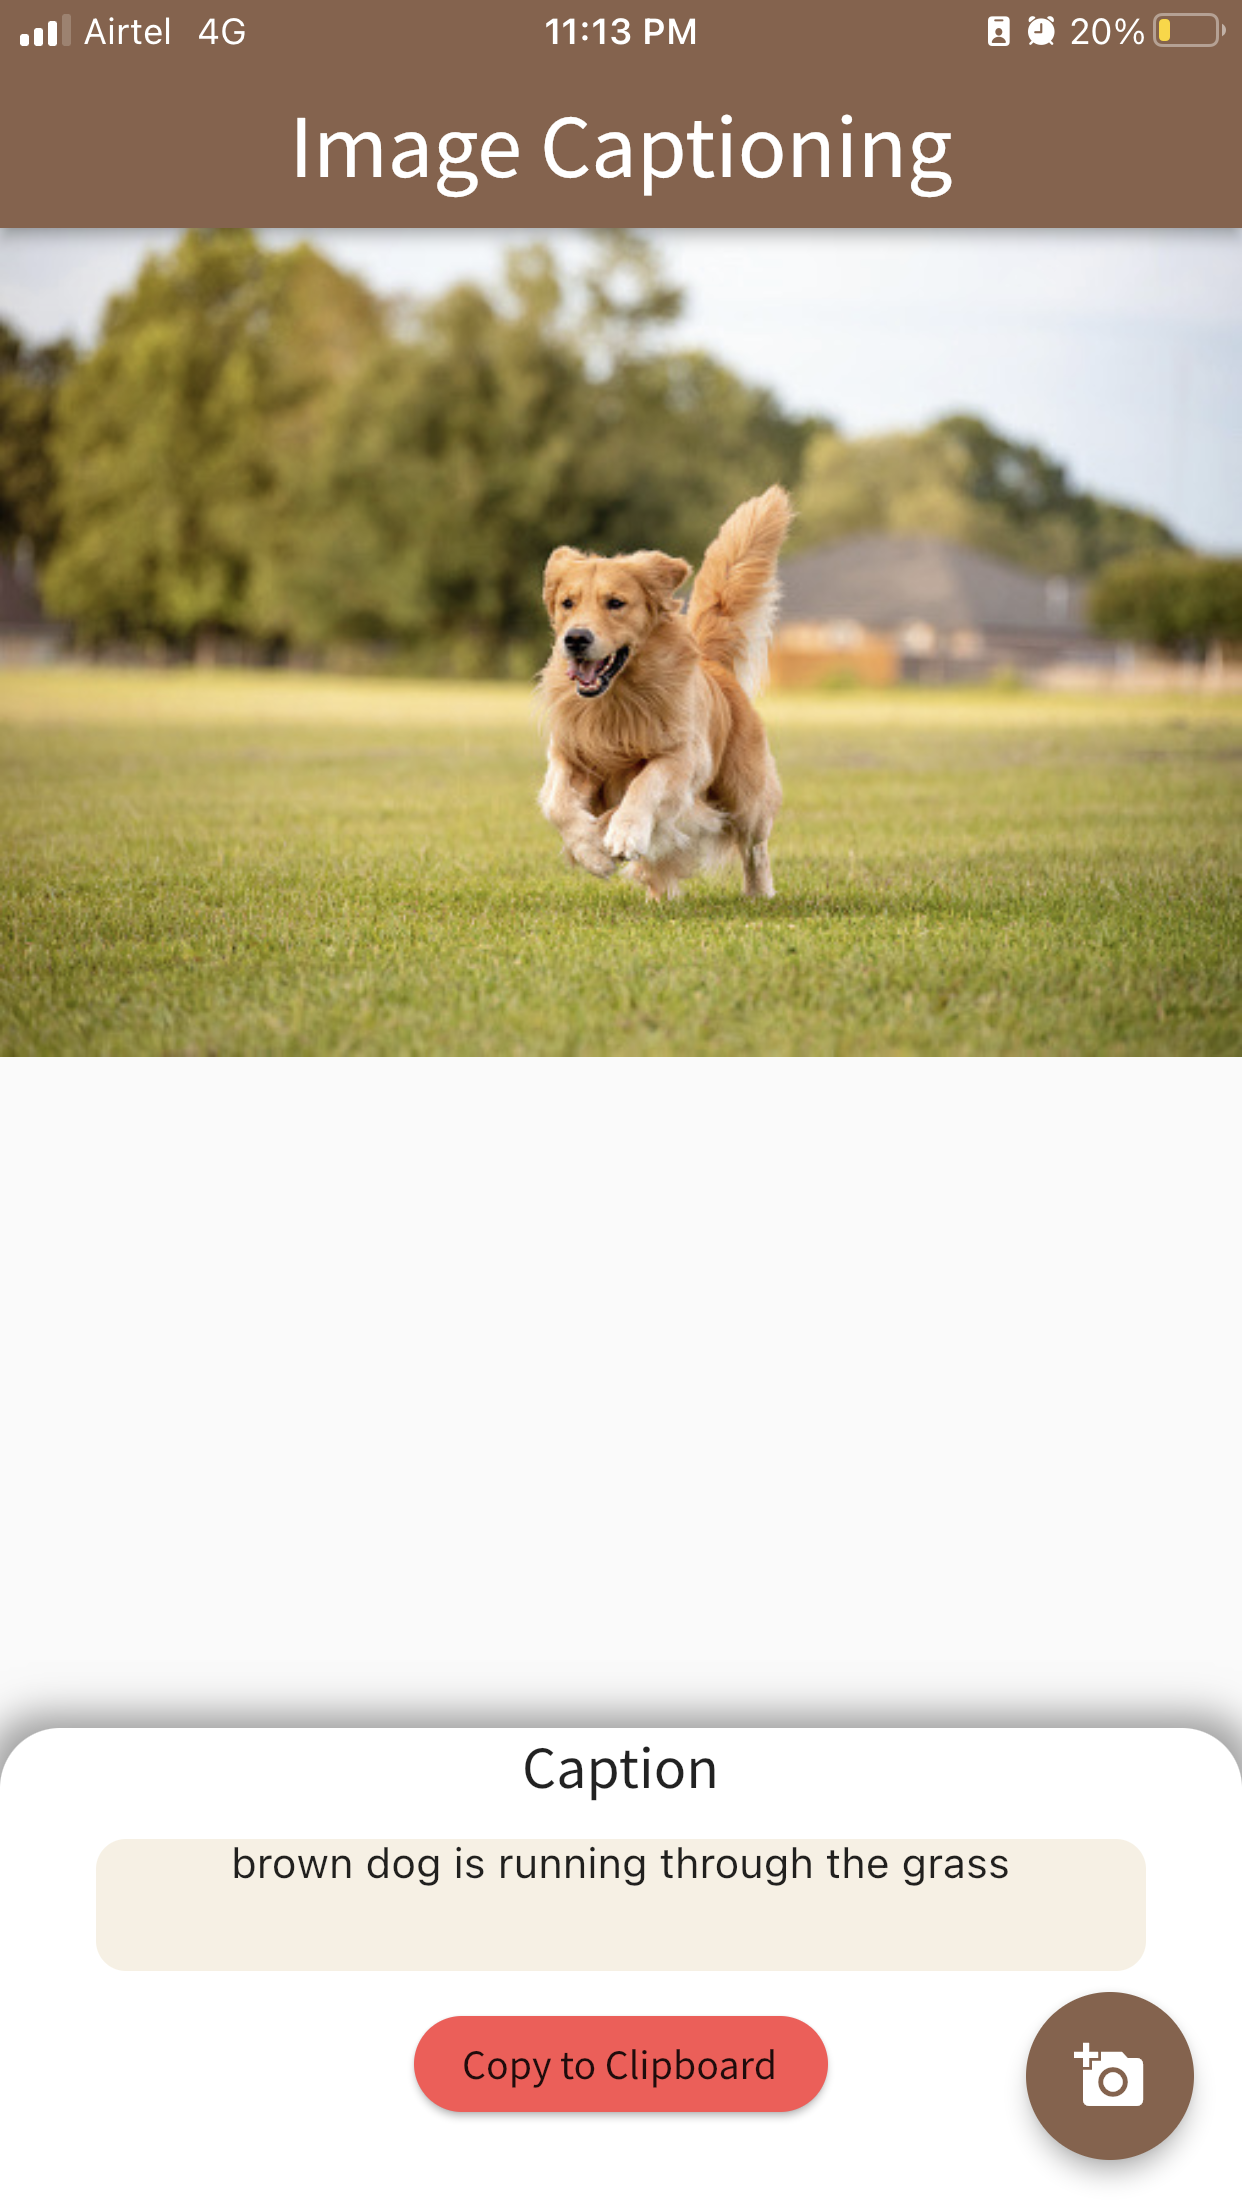 Airtel 4G 11:13 PM 20%
Image Captioning
Caption
brown dog is running through the grass
Copy to Clipboard